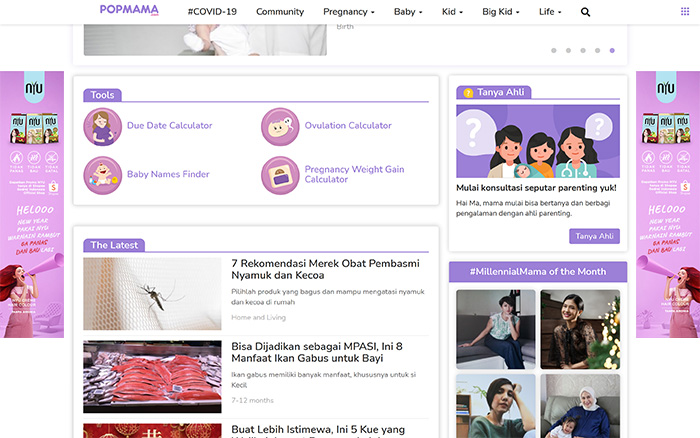 POPMAMA
.com
#COVID-19 Community Pregnancy Baby Kid Big Kid Life
Birth
NYU
HELOOO
NEW YEAR
PAKAI NYU
WARNAIN RAMBUT
BA PANAS
DAN BAU LAGI
Tools
Due Date Calculator
Ovulation Calculator
Baby Names Finder
Pregnancy Weight Gain
Calculator
The Latest
7 Rekomendasi Merek Obat Pembasmi
Nyamuk dan Kecoa
Pilihlah produk yang bagus dan mampu mengatasi nyamuk
dan kecoa di rumah
Home and Living
Bisa Dijadikan sebagai MPASI, Ini 8
Manfaat Ikan Gabus untuk Bayi
Ikan gabus memiliki banyak manfaat, khususnya untuk si
Kecil
7-12 months
Buat Lebih Istimewa, Ini 5 Kue yang
? Tanya Ahli
? ?
Mulai konsultasi seputar parenting yuk!
Hai Ma, mama mulai bisa bertanya dan berbagi
pengalaman dengan ahli parenting.
Tanya Ahli
#MillennialMama of the Month
NYU
HELOOO
NEW YEAR
PAKAI NYU
WARNAIN RAMBUT
BA PANAS
DAN BAU LAGI